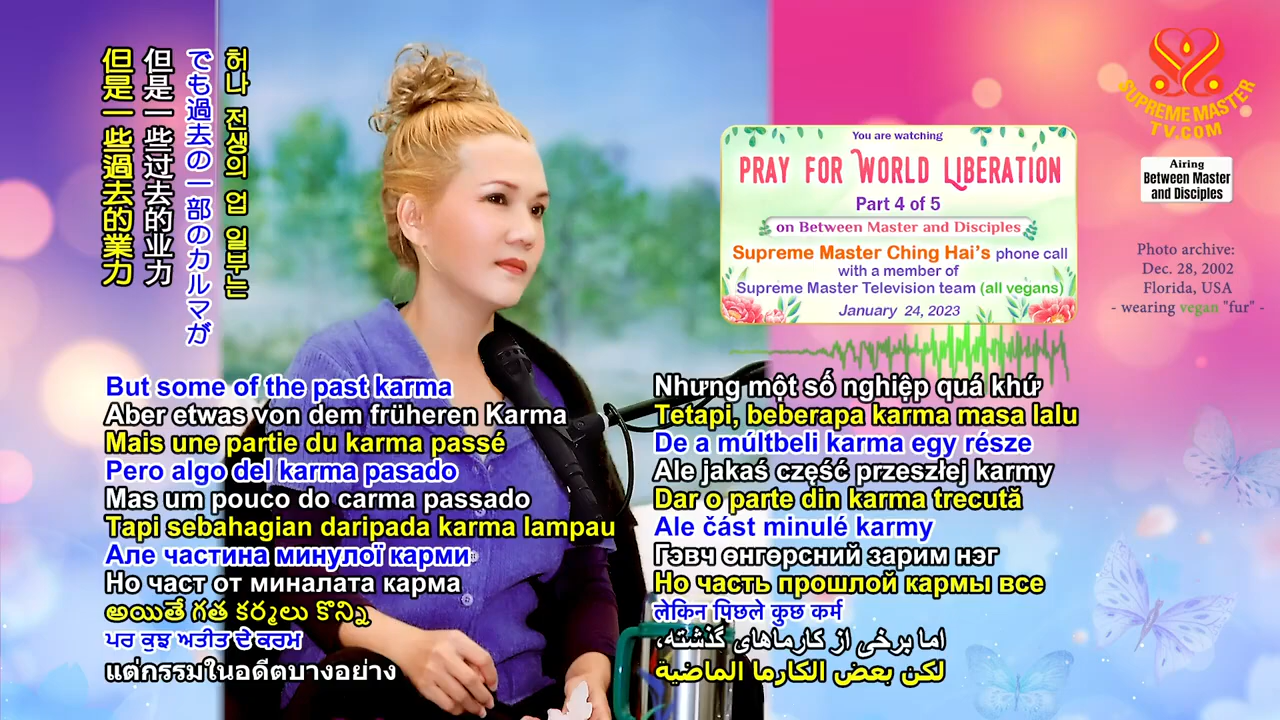 但是一些過去的業力
但是一些过去的业力
でも過去の一部のカルマが
허나 전생의 업 일부는
You are watching
PRAY FOR WORLD LIBERATION
Part 4 of 5
on Between Master and Disciples
Supreme Master Ching Hai's phone call
with a member of
Supreme Master Television team (all vegans)
January 24, 2023
SUPREME MASTER
TV.COM
Airing
Between Master
and Disciples
Photo archive:
Dec. 28, 2002
Florida, USA
- wearing vegan "fur" -
But some of the past karma
Aber etwas von dem früheren Karma
Mais une partie du karma passé
Pero algo del karma pasado
Mas um pouco do carma passado
Tapi sebahagian daripada karma lampau
Але частина минулої карми
Но част от миналата карма
అయితే గత కర్మలు కొన్ని
ਪਰ ਕੁਝ ਅਤੀਤ ਦੇ ਕਰਮ
แต่กรรมในอดีตบางอย่าง
Nhưng một số nghiệp quá khứ
Tetapi, beberapa karma masa lalu
De a múltbeli karma egy része
Ale jakaś część przeszłej karmy
Dar o parte din karma trecută
Ale část minulé karmy
Гэвч өнгөрсний зарим нэг
Но часть прошлой кармы все
लेकिन पिछले कुछ कर्म
اما برخی از کارماهای گذشته،
لكن بعض الكارما الماضية